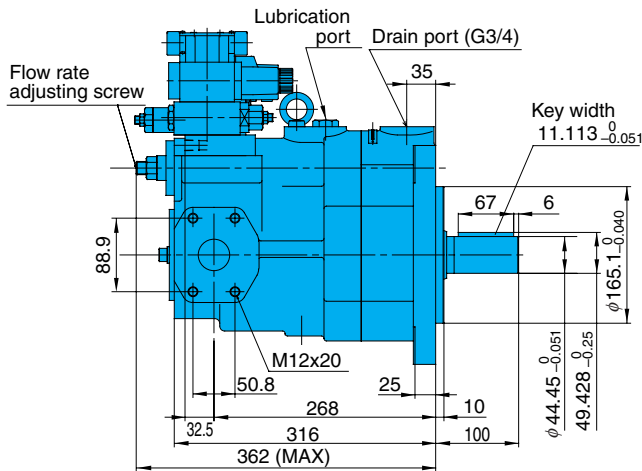 Lubrication
port
Drain port (G3/4)
Flow rate
adjusting screw
35
Key width
11.113 0 -0.051
67
6
88.9
φ165.1 0 -0.040
M12x20
φ44.45 0 -0.051
49.428 0 -0.25
50.8
25
10
32.5
268
316
100
362 (MAX)